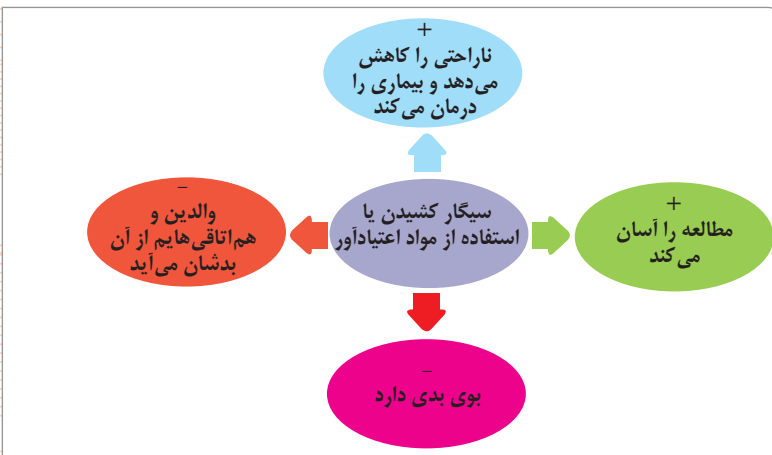 +
ناراحتی را کاهش
می‌دهد و بیماری را
درمان می‌کند
سیگار کشیدن یا
استفاده از مواد اعتیادآور
+
مطالعه را آسان
می‌کند
–
والدین و
هم‌اتاقی‌هایم از آن
بدشان می‌آید
–
بوی بدی دارد